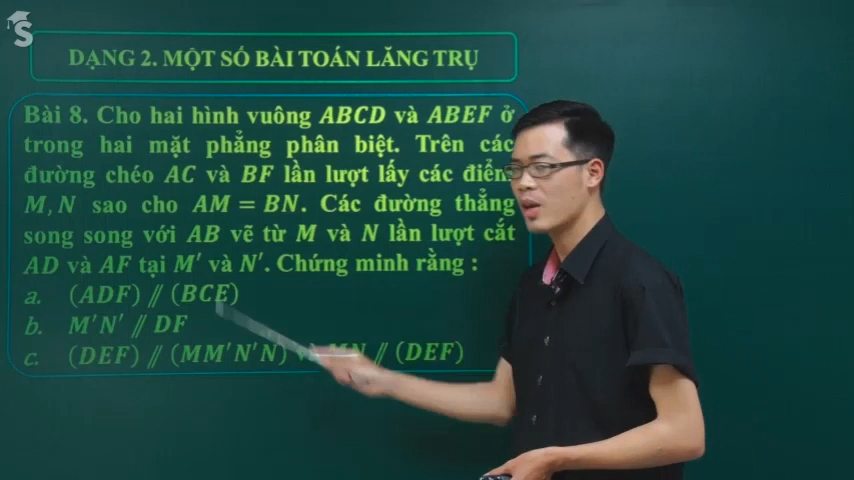 S
DẠNG 2. MỘT SỐ BÀI TOÁN LĂNG TRỤ
Bài 8. Cho hai hình vuông ABCD và ABEF ở
trong hai mặt phẳng phân biệt. Trên các
đường chéo AC và BF lần lượt lấy các điểm
M, N sao cho AM = BN. Các đường thẳng
song song với AB vẽ từ M và N lần lượt cắt
AD và AF tại M' và N'. Chứng minh rằng :
a. (ADF) ∥ (BCE)
b. M'N' ∥ DF
c. (DEF) ∥ (MM'N'N) và MN ∥ (DEF)